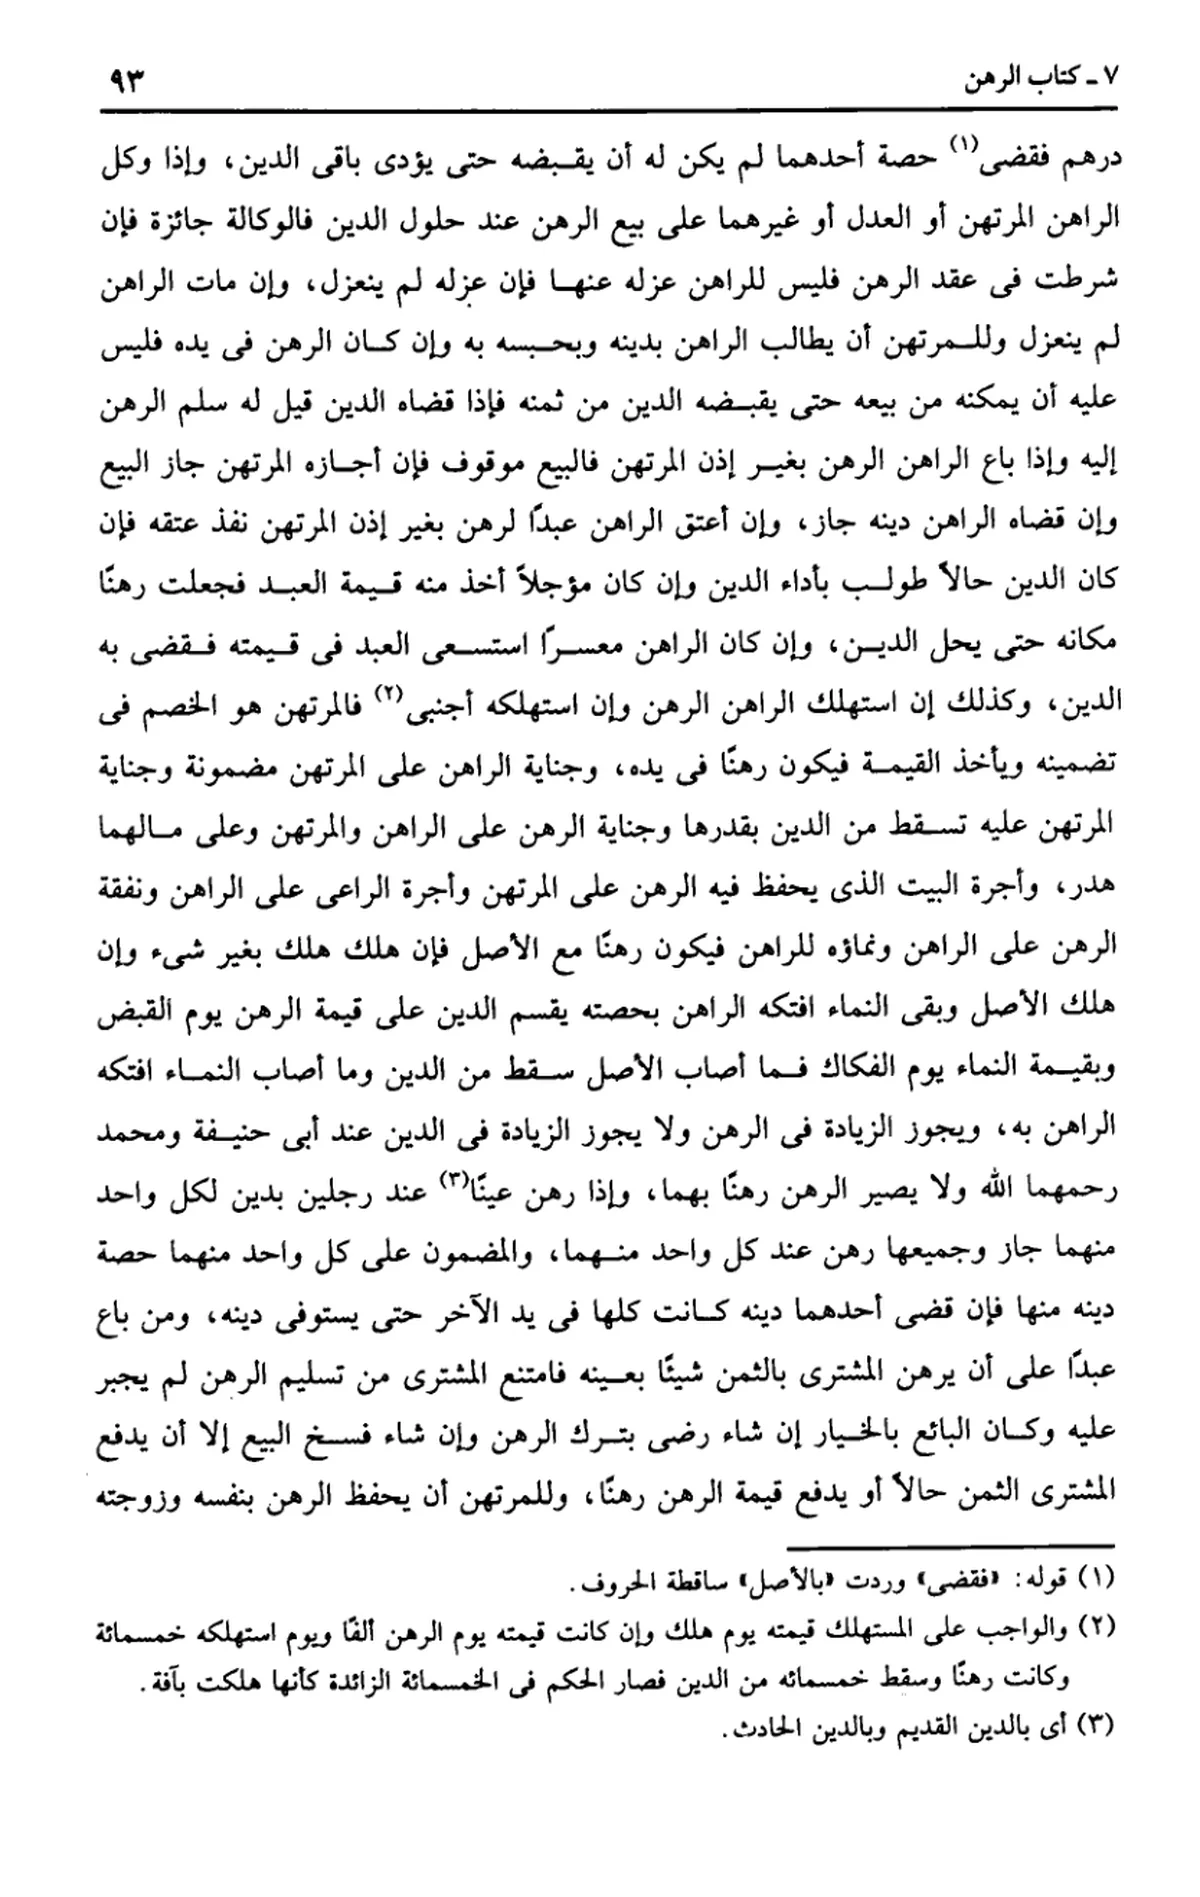 ٧ ـ كتاب الرهن
٩٣
درهم فقضى(١) حصة أحدهما لم يكن له أن يقبضه حتى يؤدى باقى الدين، وإذا وكل
الراهن المرتهن أو العدل أو غيرهما على بيع الرهن عند حلول الدين فالوكالة جائزة فإن
شرطت فى عقد الرهن فليس للراهن عزله عنها فإن عزله لم ينعزل، وإن مات الراهن
لم ينعزل وللمرتهن أن يطالب الراهن بدينه وبحبسه به وإن كان الرهن فى يده فليس
عليه أن يمكنه من بيعه حتى يقبضه الدين من ثمنه فإذا قضاه الدين قيل له سلم الرهن
إليه وإذا باع الراهن الرهن بغير إذن المرتهن فالبيع موقوف فإن أجازه المرتهن جاز البيع
وإن قضاه الراهن دينه جاز، وإن أعتق الراهن عبدًا لرهن بغير إذن المرتهن نفذ عتقه فإن
كان الدين حالاً طولب بأداء الدين وإن كان مؤجلاً أخذ منه قيمة العبد فجعلت رهنًا
مكانه حتى يحل الدين، وإن كان الراهن معسرًا استسعى العبد فى قيمته فقضى به
الدين، وكذلك إن استهلك الراهن الرهن وإن استهلكه أجنبى(٢) فالمرتهن هو الخصم فى
تضمينه ويأخذ القيمة فيكون رهنًا فى يده، وجناية الراهن على المرتهن مضمونة وجناية
المرتهن عليه تسقط من الدين بقدرها وجناية الرهن على الراهن والمرتهن وعلى مالهما
هدر، وأجرة البيت الذى يحفظ فيه الرهن على المرتهن وأجرة الراعى على الراهن ونفقة
الرهن على الراهن ونماؤه للراهن فيكون رهنًا مع الأصل فإن هلك هلك بغير شىء وإن
هلك الأصل وبقى النماء افتكه الراهن بحصته يقسم الدين على قيمة الرهن يوم القبض
وبقيمة النماء يوم الفكاك فما أصاب الأصل سقط من الدين وما أصاب النماء افتكه
الراهن به، ويجوز الزيادة فى الرهن ولا يجوز الزيادة فى الدين عند أبى حنيفة ومحمد
رحمهما الله ولا يصير الرهن رهنًا بهما، وإذا رهن عينًا(٣) عند رجلين بدين لكل واحد
منهما جاز وجميعها رهن عند كل واحد منهما، والمضمون على كل واحد منهما حصة
دينه منها فإن قضى أحدهما دينه كانت كلها فى يد الآخر حتى يستوفى دينه، ومن باع
عبدًا على أن يرهن المشترى بالثمن شيئًا بعينه فامتنع المشترى من تسليم الرهن لم يجبر
عليه وكان البائع بالخيار إن شاء رضى بترك الرهن وإن شاء فسخ البيع إلا أن يدفع
المشترى الثمن حالاً أو يدفع قيمة الرهن رهنًا، وللمرتهن أن يحفظ الرهن بنفسه وزوجته
(١) قوله: «فقضى» وردت «بالأصل» ساقطة الحروف.
(٢) والواجب على المستهلك قيمته يوم هلك وإن كانت قيمته يوم الرهن ألفًا ويوم استهلكه خمسمائة
وكانت رهنًا وسقط خمسمائه من الدين فصار الحكم فى الخمسمائة الزائدة كأنها هلكت بآفة.
(٣) أى بالدين القديم وبالدين الحادث.